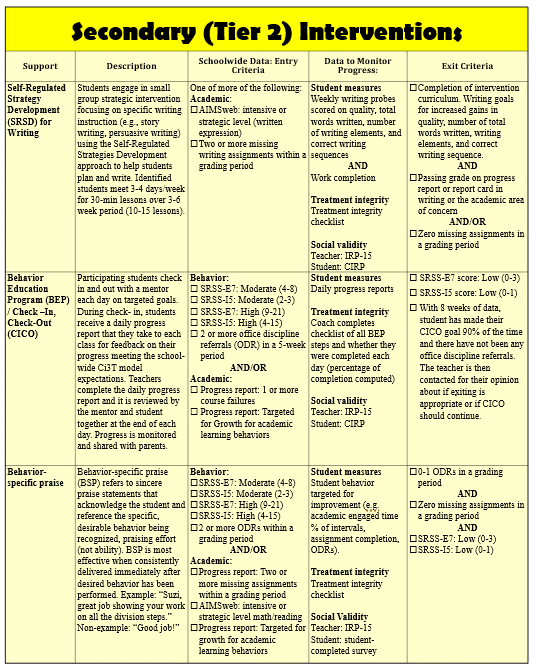 Secondary (Tier 2) Interventions
Support
Description
Schoolwide Data: Entry
Criteria
Data to Monitor
Progress:
Exit Criteria
Self-Regulated
Strategy
Development
(SRSD) for
Writing
Students engage in small
group strategic intervention
focusing on specific writing
instruction (e.g., story
writing, persuasive writing)
using the Self-Regulated
Strategies Development
approach to help students
plan and write. Identified
students meet 3-4 days/week
for 30-min lessons over 3-6
week period (10-15 lessons).
One of more of the following:
Academic:
☐ AIMSweb: intensive or
strategic level (written
expression)
☐ Two or more missing
writing assignments within a
grading period
Student measures
Weekly writing probes
scored on quality, total
words written, number
of writing elements, and
correct writing
sequences
AND
Work completion
Treatment integrity
Treatment integrity
checklist
Social validity
Teacher: IRP-15
Student: CIRP
☐ Completion of intervention
curriculum. Writing goals
for increased gains in
quality, number of total
words written, writing
elements, and correct
writing sequence.
AND
☐ Passing grade on progress
report or report card in
writing or the academic area
of concern
AND/OR
☐ Zero missing assignments in
a grading period
Behavior
Education
Program (BEP)
/ Check –In,
Check-Out
(CICO)
Participating students check
in and out with a mentor
each day on targeted goals.
During check- in, students
receive a daily progress
report that they take to each
class for feedback on their
progress meeting the school-
wide Ci3T model
expectations. Teachers
complete the daily progress
report and it is reviewed by
the mentor and student
together at the end of each
day. Progress is monitored
and shared with parents.
Behavior:
☐ SRSS-E7: Moderate (4-8)
☐ SRSS-I5: Moderate (2-3)
☐ SRSS-E7: High (9-21)
☐ SRSS-I5: High (4-15)
☐ 2 or more office discipline
referrals (ODR) in a 5-week
period
AND/OR
Academic:
☐ Progress report: 1 or more
course failures
☐ Progress report: Targeted
for Growth for academic
learning behaviors
Student measures
Daily progress reports
Treatment integrity
Coach completes
checklist of all BEP
steps and whether they
were completed each
day (percentage of
completion computed)
Social validity
Teacher: IRP-15
Student: CIRP
☐ SRSS-E7 score: Low (0-3)
☐ SRSS-I5 score: Low (0-1)
☐ With 8 weeks of data,
student has made their
CICO goal 90% of the time
and there have not been any
office discipline referrals.
The teacher is then
contacted for their opinion
about if exiting is
appropriate or if CICO
should continue.
Behavior-
specific praise
Behavior-specific praise
(BSP) refers to sincere
praise statements that
acknowledge the student and
reference the specific,
desirable behavior being
recognized, praising effort
(not ability). BSP is most
effective when consistently
delivered immediately after
desired behavior has been
performed. Example: “Suzi,
great job showing your work
on all the division steps.”
Non-example: “Good job!”
Behavior:
☐ SRSS-E7: Moderate (4-8)
☐ SRSS-I5: Moderate (2-3)
☐ SRSS-E7: High (9-21)
☐ SRSS-I5: High (4-15)
☐ 2 or more ODRs within a
grading period
AND/OR
Academic:
☐ Progress report: Two or
more missing assignments
within a grading period
☐ AIMSweb: intensive or
strategic level math/reading
☐ Progress report: Targeted for
growth for academic
learning behaviors
Student measures
Student behavior
targeted for
improvement (e.g.
academic engaged time
% of intervals,
assignment completion,
ODRs).
Treatment integrity
Treatment integrity
checklist
Social Validity
Teacher: IRP-15
Student: student-
completed survey
☐ 0-1 ODRs in a grading
period
AND
☐ Zero missing assignments in
a grading period
AND
☐ SRSS-E7: Low (0-3)
☐ SRSS-I5: Low (0-1)